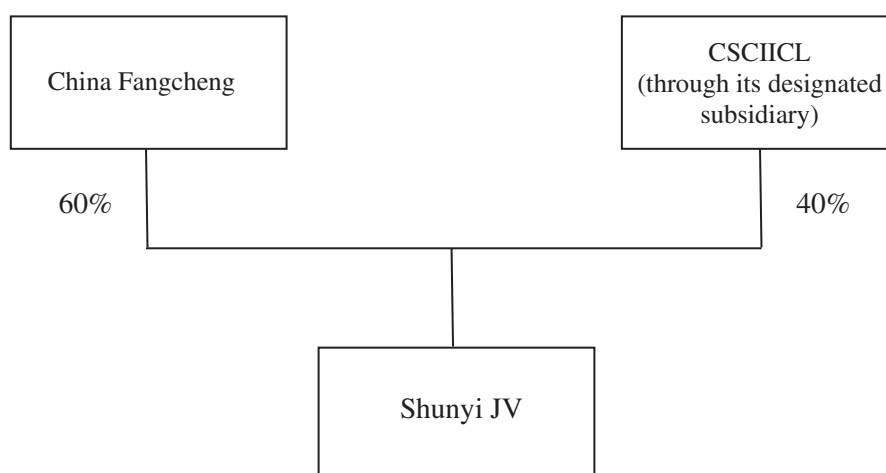 China Fangcheng
CSCIICL
(through its designated
subsidiary)
60%
40%
Shunyi JV